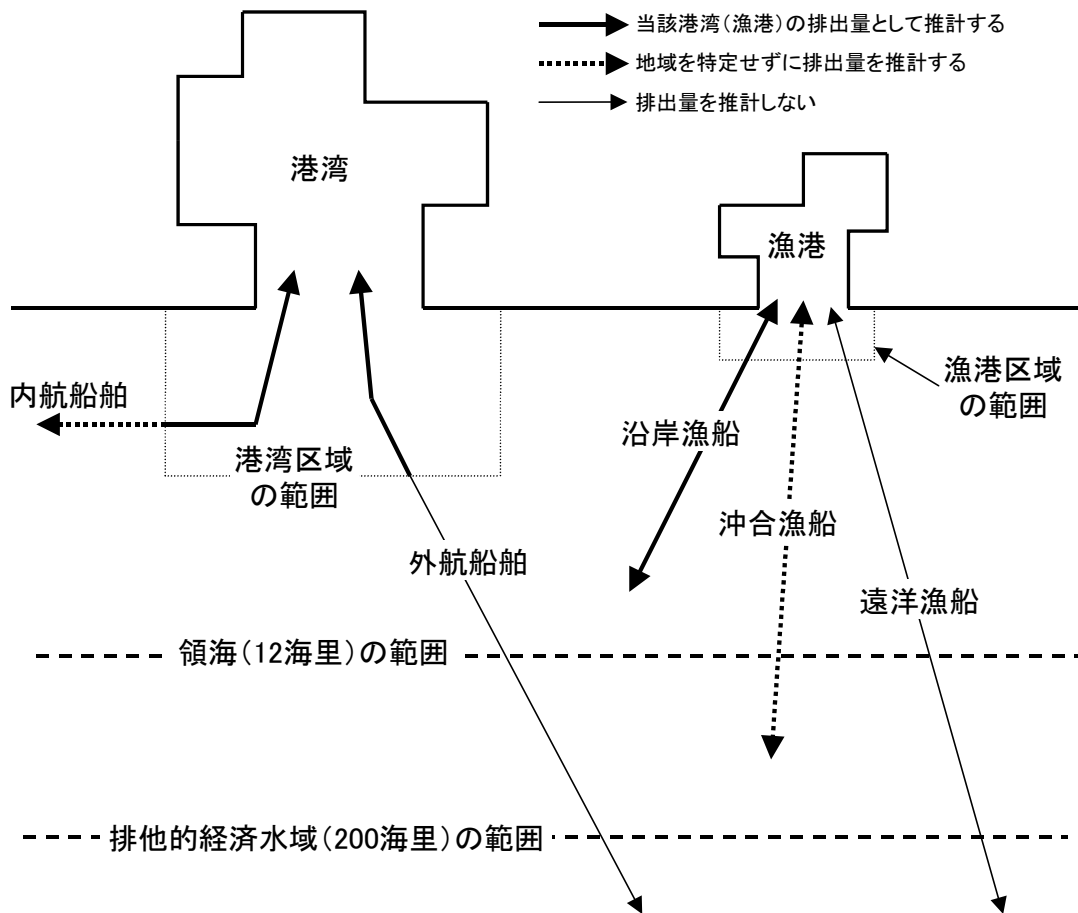 当該港湾(漁港)の排出量として推計する
地域を特定せずに排出量を推計する
排出量を推計しない
港湾
漁港
内航船舶
港湾区域
の範囲
漁港区域
の範囲
沿岸漁船
沖合漁船
外航船舶
遠洋漁船
領海(12海里)の範囲
排他的経済水域(200海里)の範囲